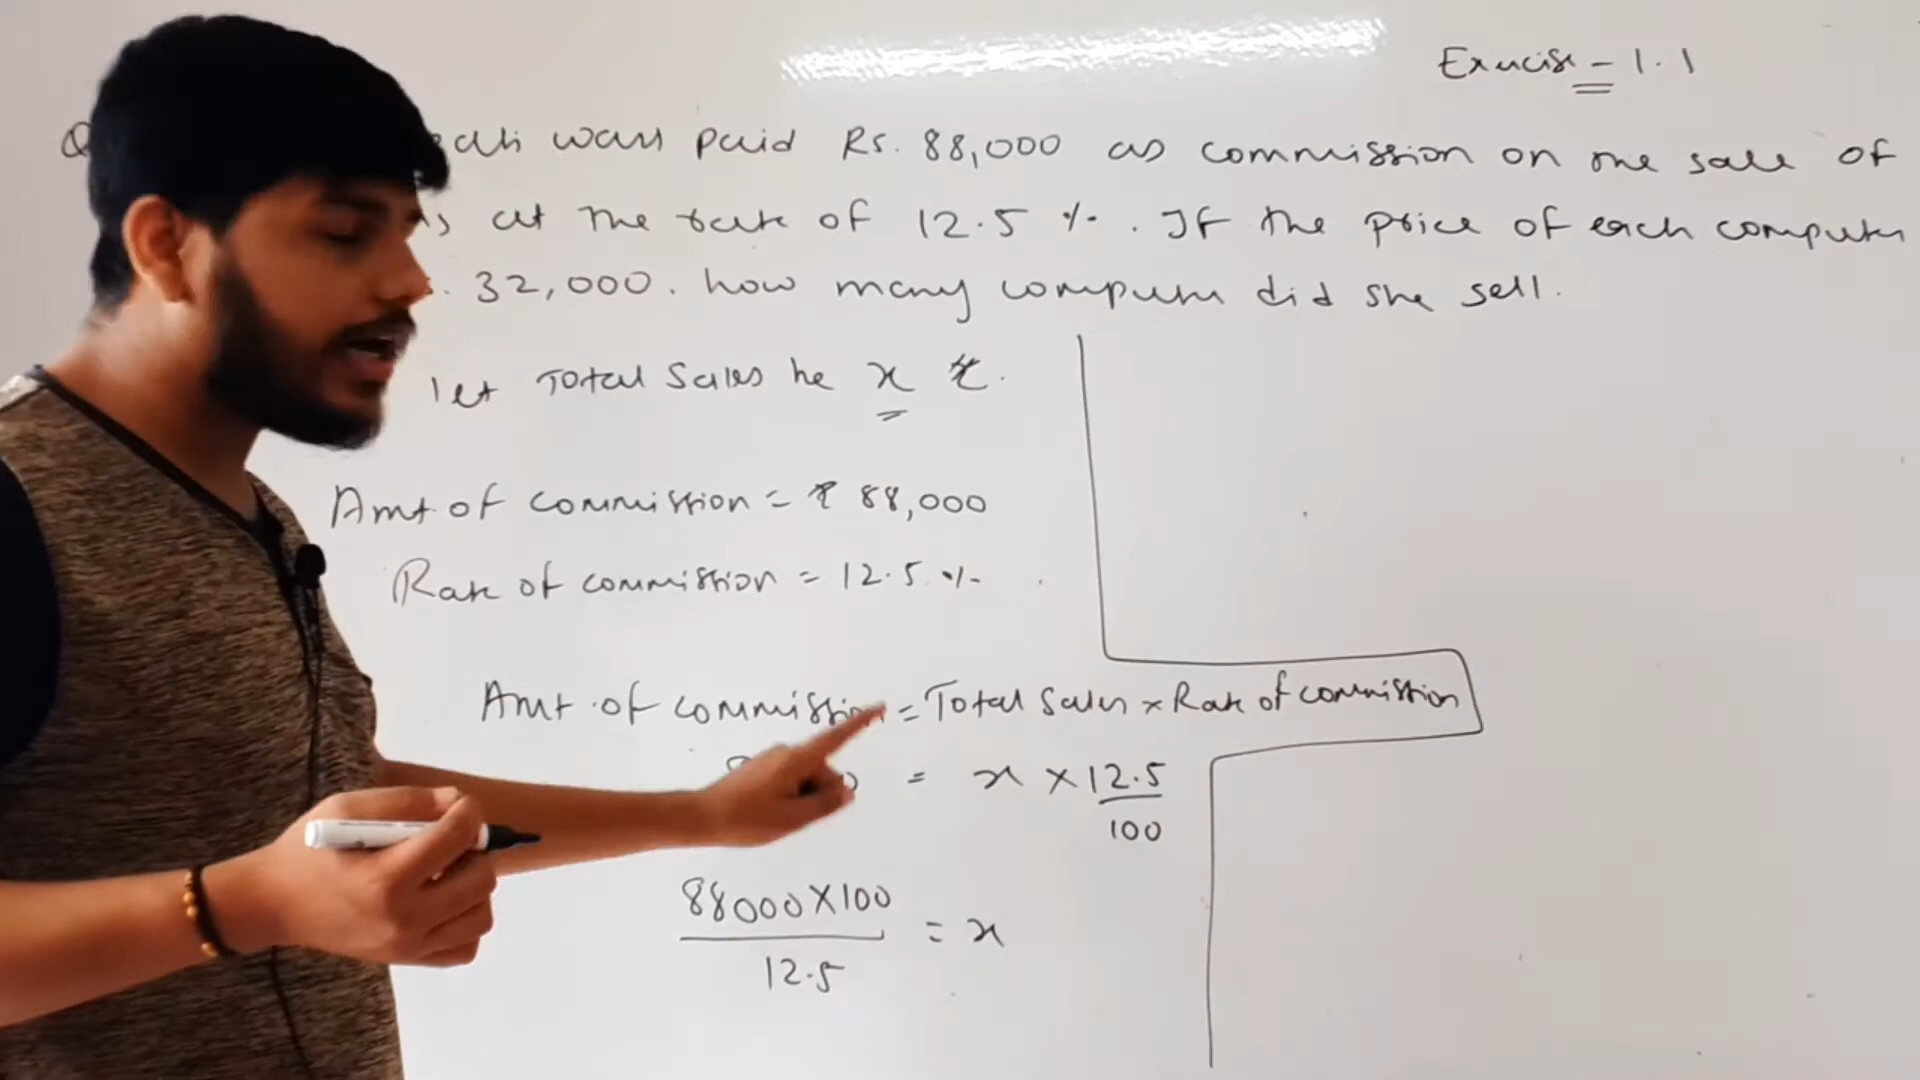 Exercise - 1.1
was paid Rs. 88,000 as commission on the sale of
at the rate of 12.5 %. If the price of each computer
32,000. how many computer did she sell.
let Total Sales be x ₹.
Amt. of commission = ₹ 88,000
Rate of commission = 12.5 %
Amt. of commission = Total Sales × Rate of commission
= x × 12.5
100
88000 × 100
= x
12.5